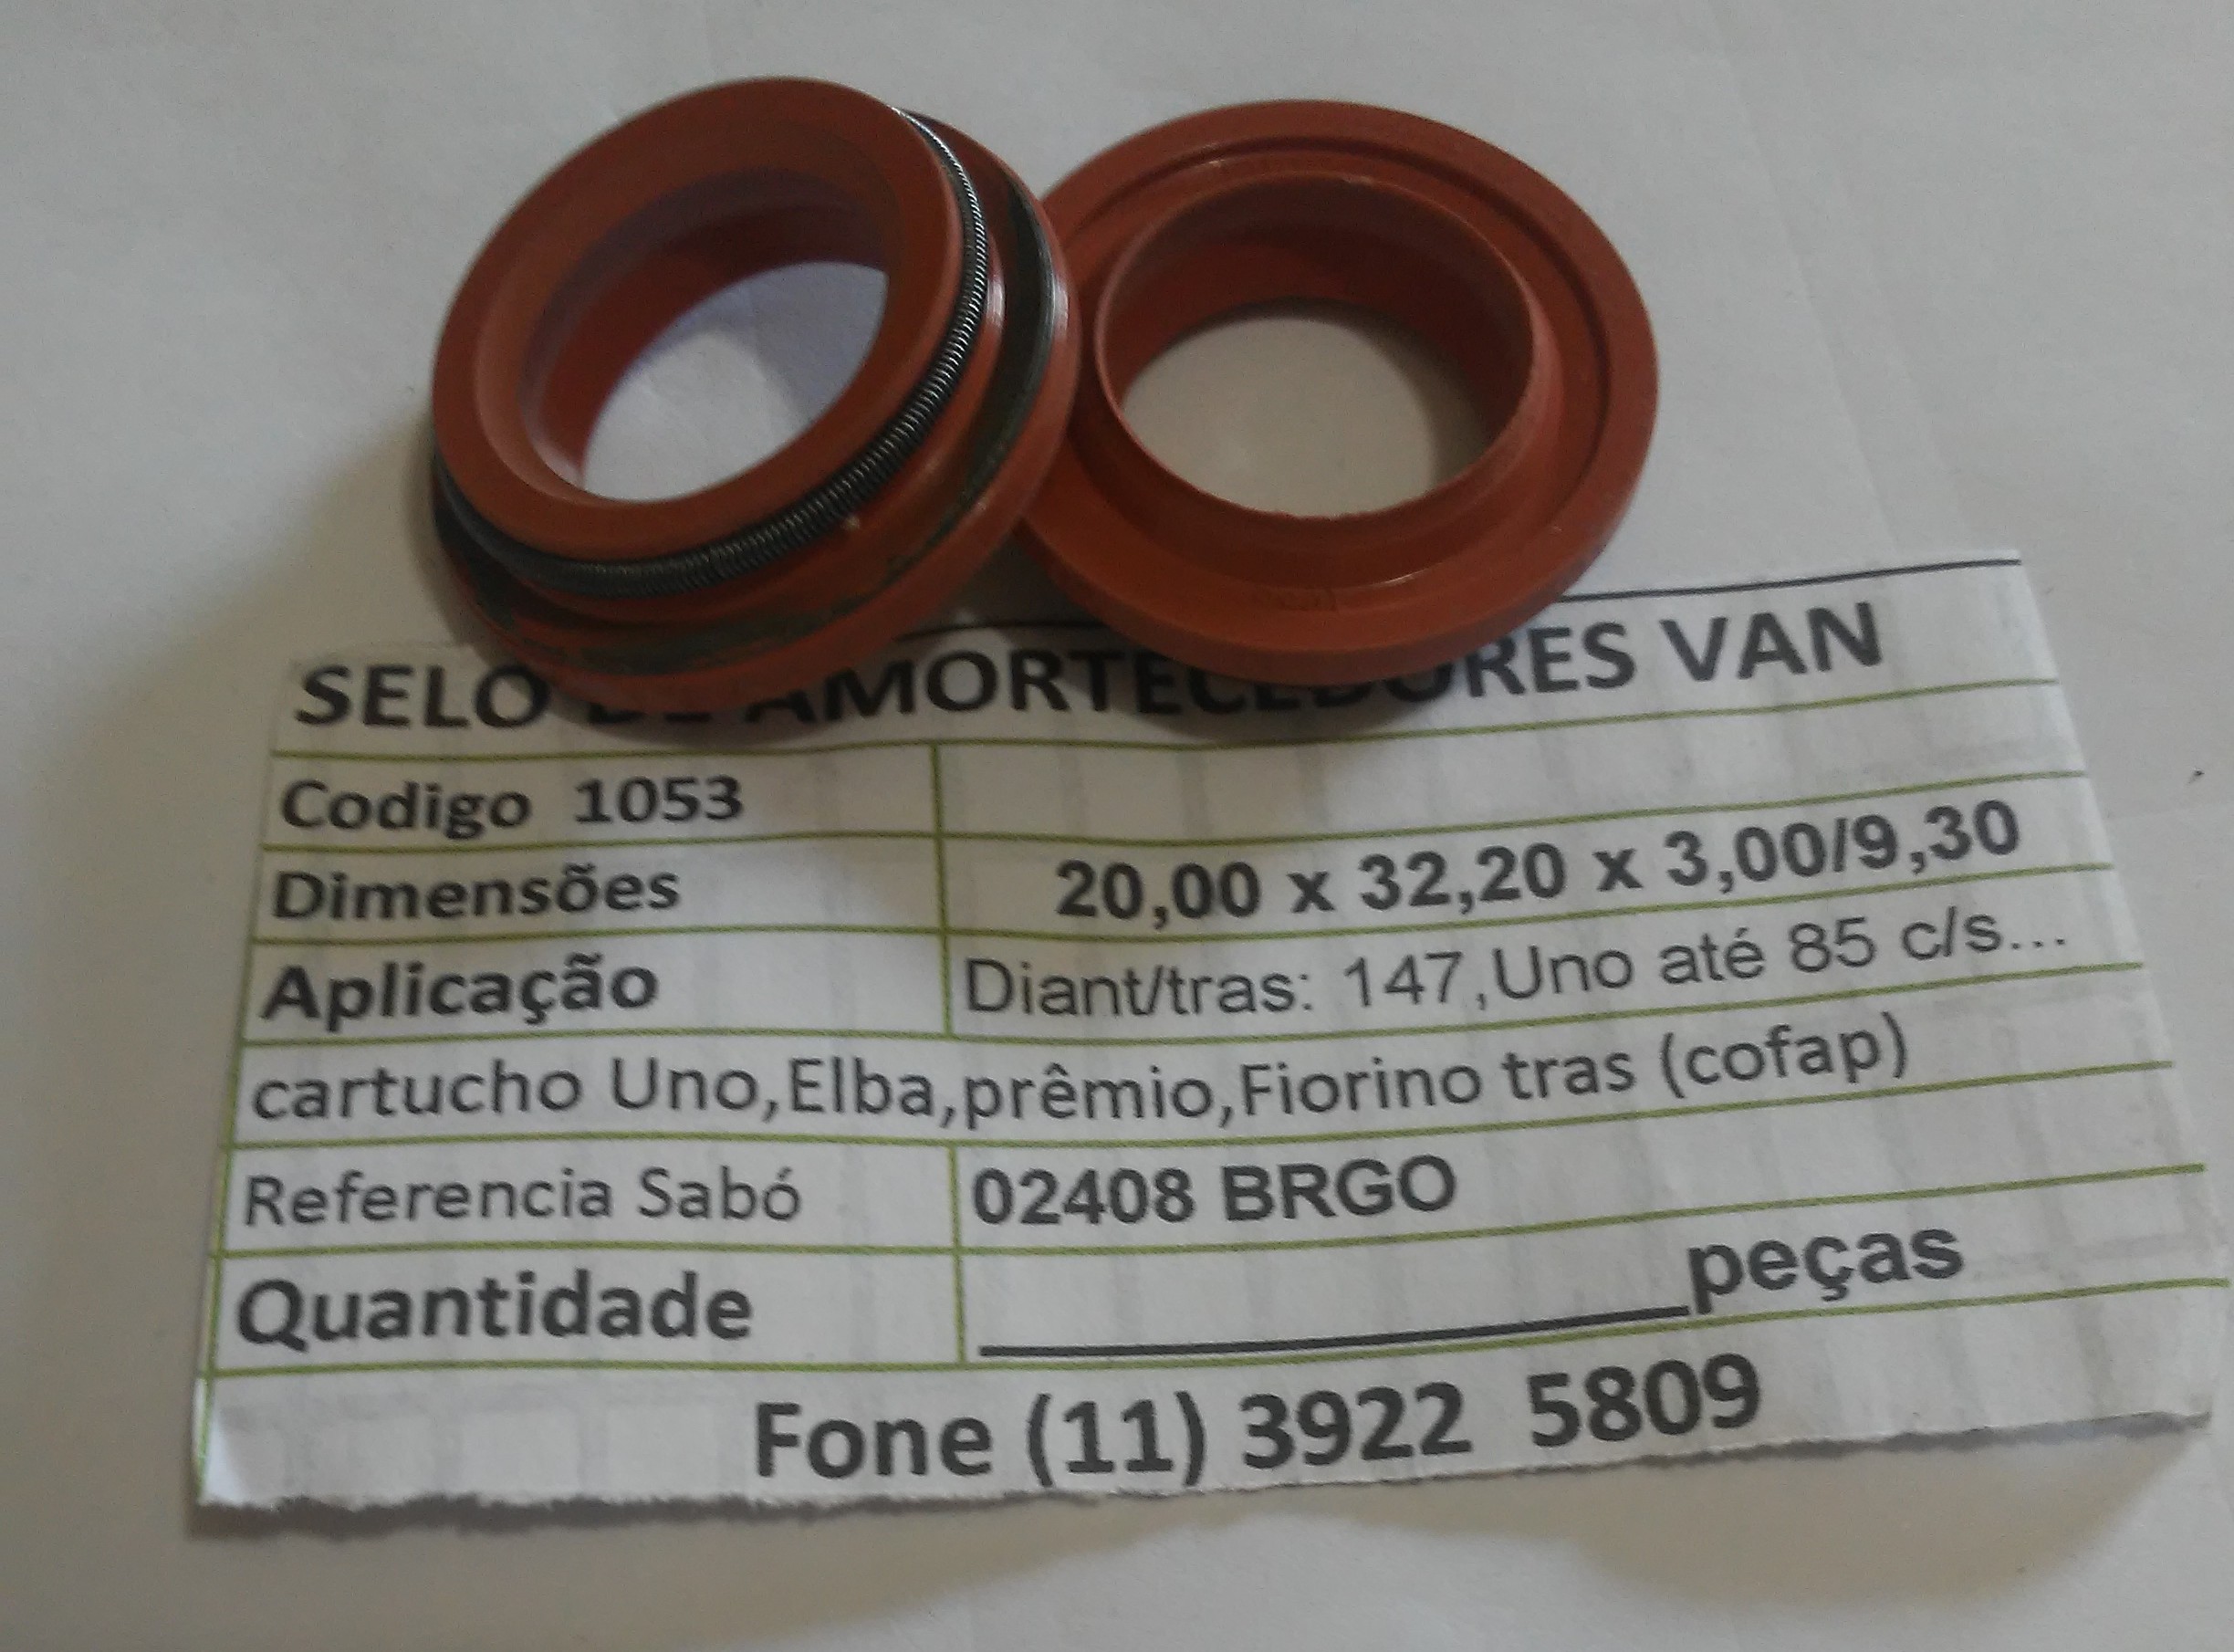 SELO DE AMORTECEDORES VAN
Codigo 1053
Dimensões 20,00 x 32,20 x 3,00/9,30
Aplicação Diant/tras: 147,Uno até 85 c/s...
cartucho Uno,Elba,prêmio,Fiorino tras (cofap)
Referencia Sabó 02408 BRGO
Quantidade ____________peças
Fone (11) 3922 5809